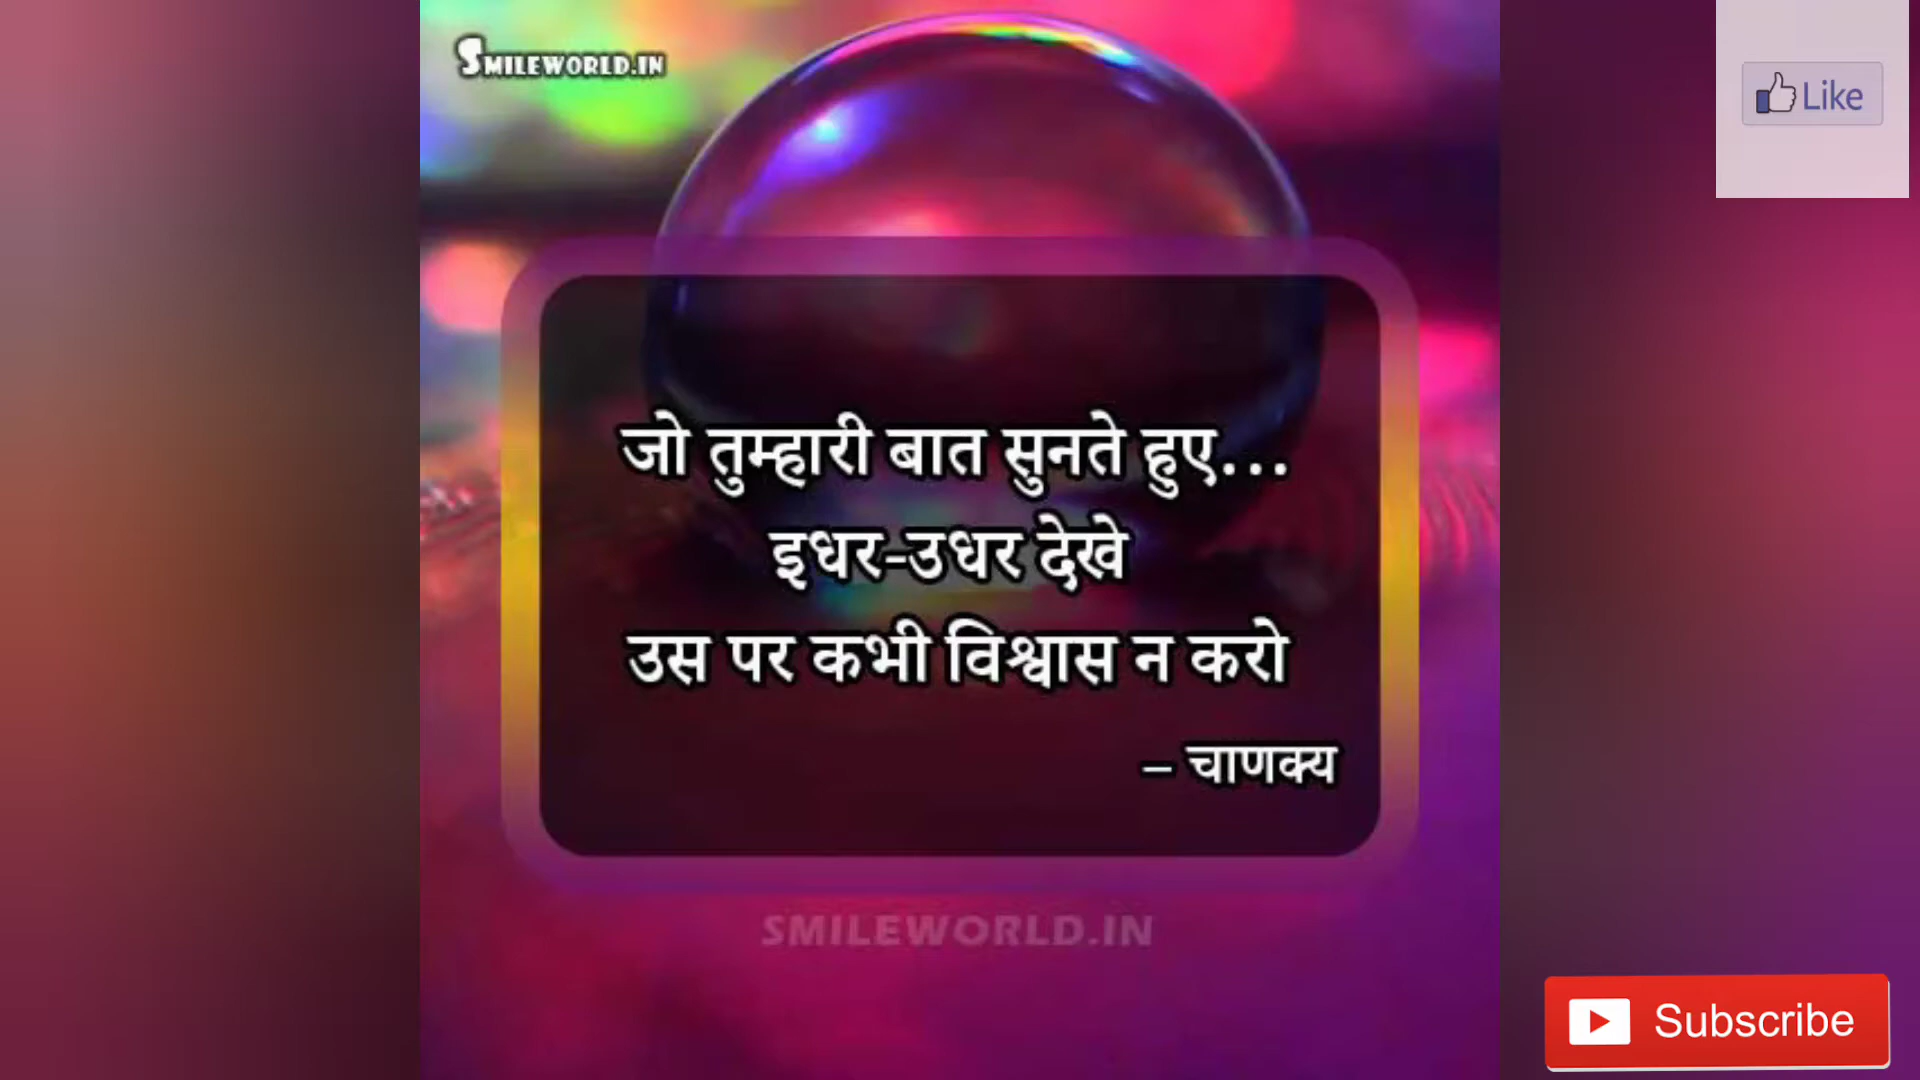 SMILEWORLD.IN
Like
जो तुम्हारी बात सुनते हुए...
इधर-उधर देखे
उस पर कभी विश्वास न करो
– चाणक्य
SMILEWORLD.IN
Subscribe